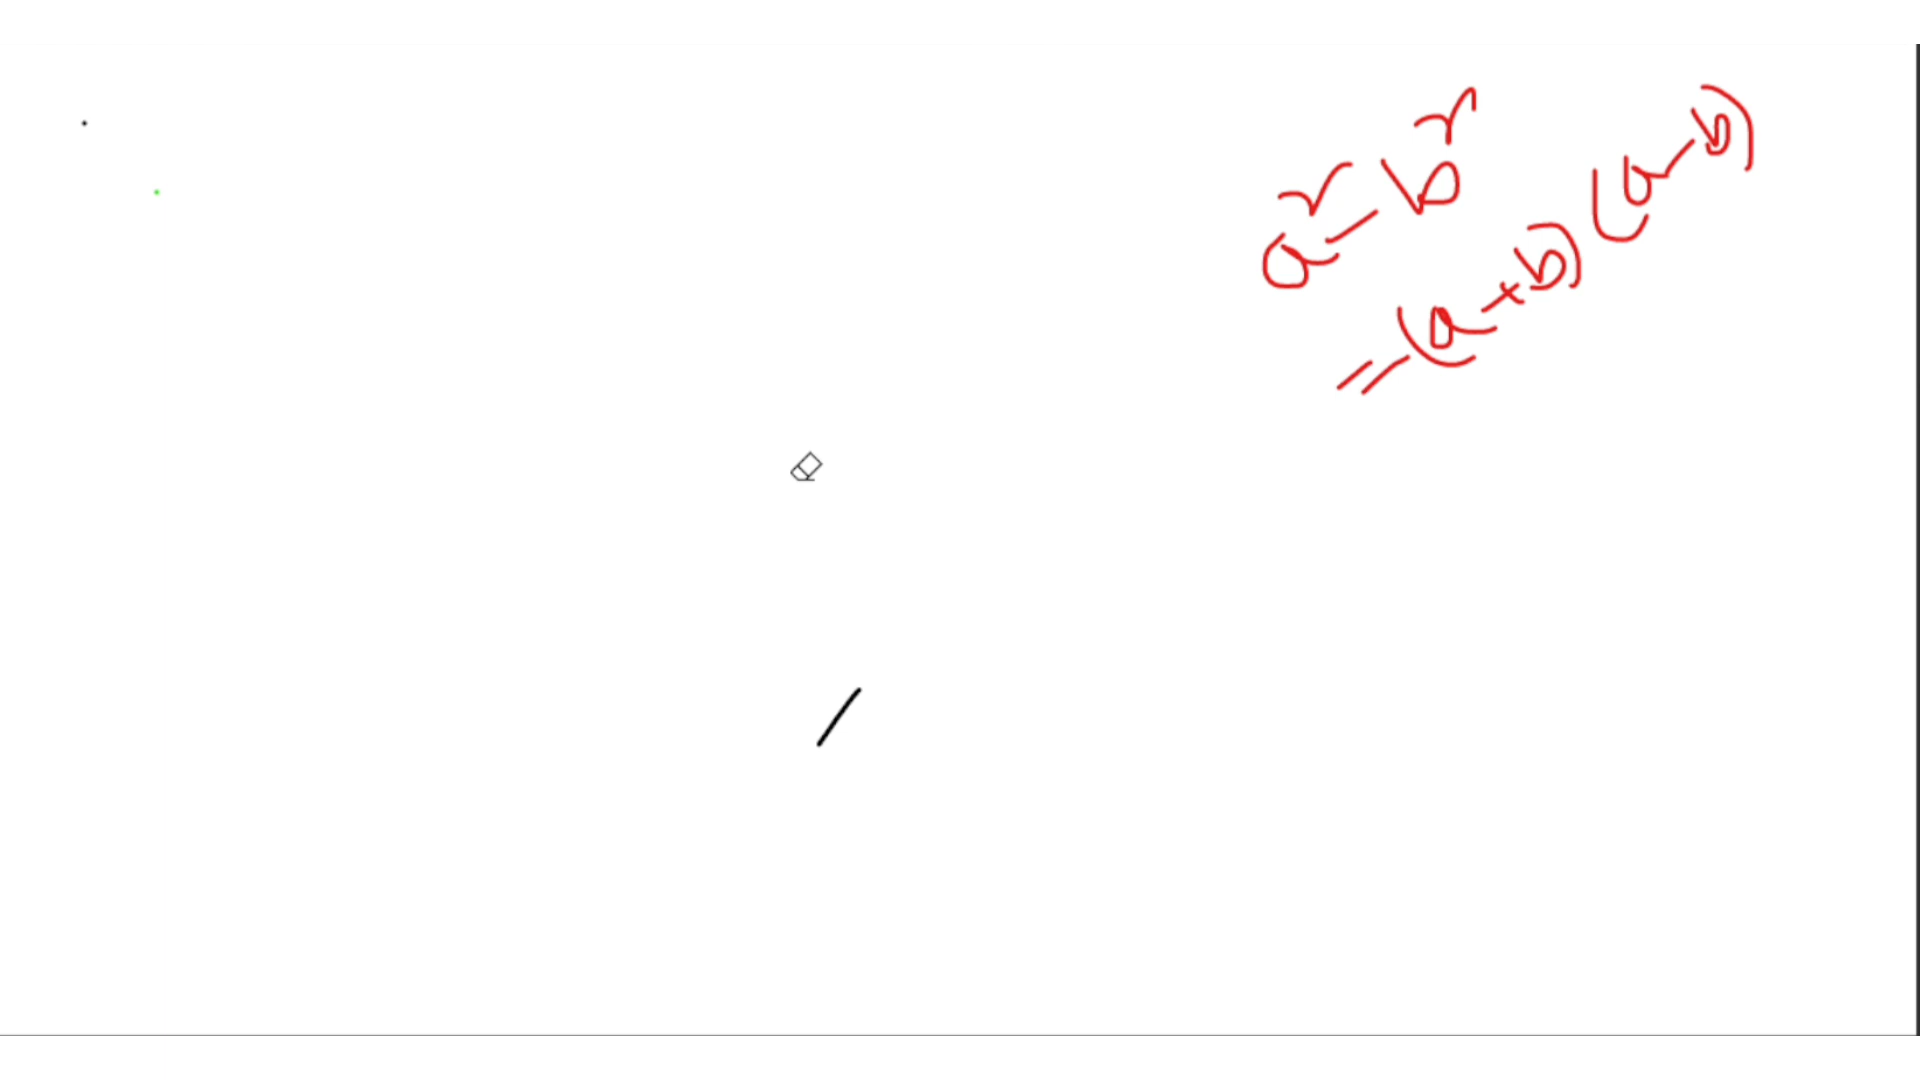 a² - b²
= (a+b) (a-b)